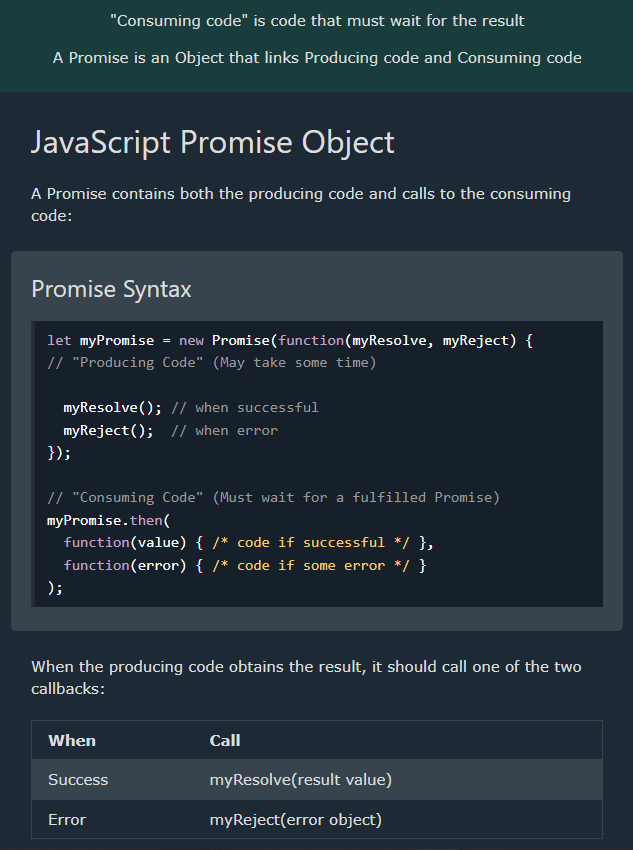 "Consuming code" is code that must wait for the result
A Promise is an Object that links Producing code and Consuming code
JavaScript Promise Object
A Promise contains both the producing code and calls to the consuming
code:
Promise Syntax
let myPromise = new Promise(function(myResolve, myReject) {
// "Producing Code" (May take some time)
  myResolve(); // when successful
  myReject();  // when error
});
// "Consuming Code" (Must wait for a fulfilled Promise)
myPromise.then(
  function(value) { /* code if successful */ },
  function(error) { /* code if some error */ }
);
When the producing code obtains the result, it should call one of the two
callbacks:
When Call
Success myResolve(result value)
Error myReject(error object)